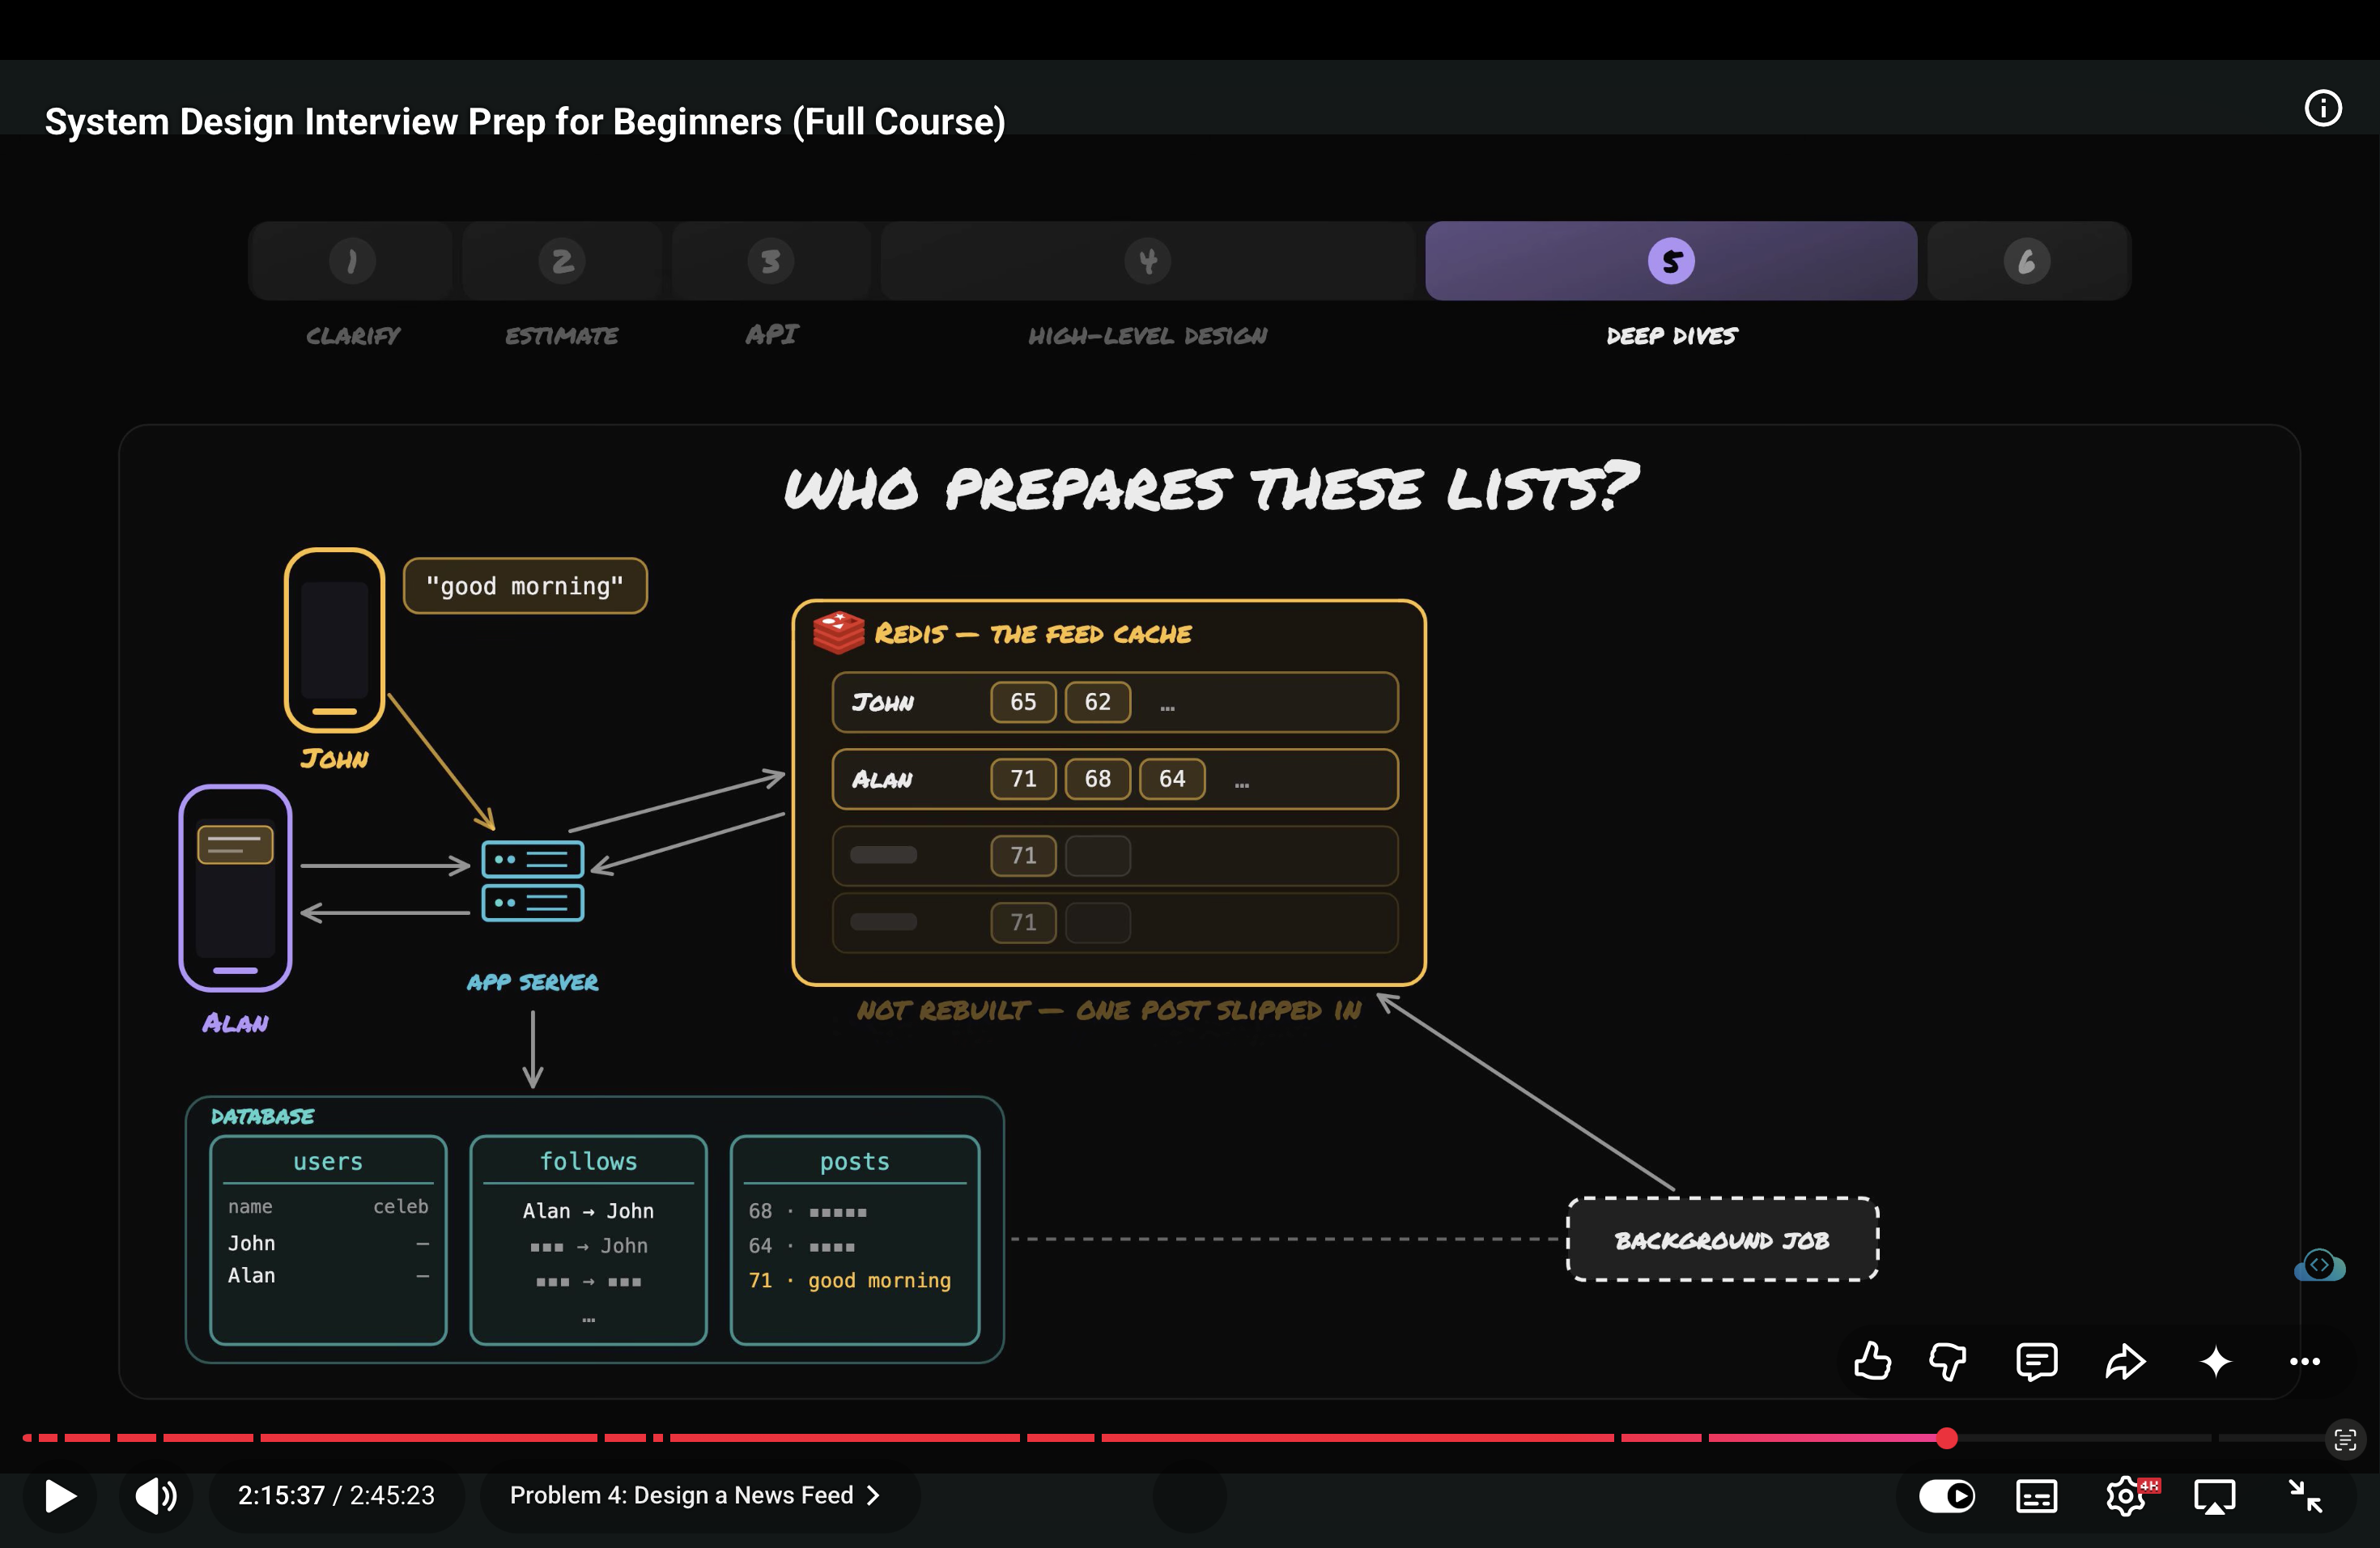 System Design Interview Prep for Beginners (Full Course)
1 2 3 4 5 6
CLARIFY ESTIMATE API HIGH-LEVEL DESIGN DEEP DIVES
WHO PREPARES THESE LISTS?
"good morning"
REDIS — THE FEED CACHE
JOHN 65 62 …
JOHN
ALAN 71 68 64 …
71
71
APP SERVER
NOT REBUILT — ONE POST SLIPPED IN
ALAN
DATABASE
users follows posts
name celeb
John —
Alan —
Alan → John
→ John
→
…
68 ·
64 ·
71 · good morning
BACKGROUND JOB
2:15:37 / 2:45:23
Problem 4: Design a News Feed
4K